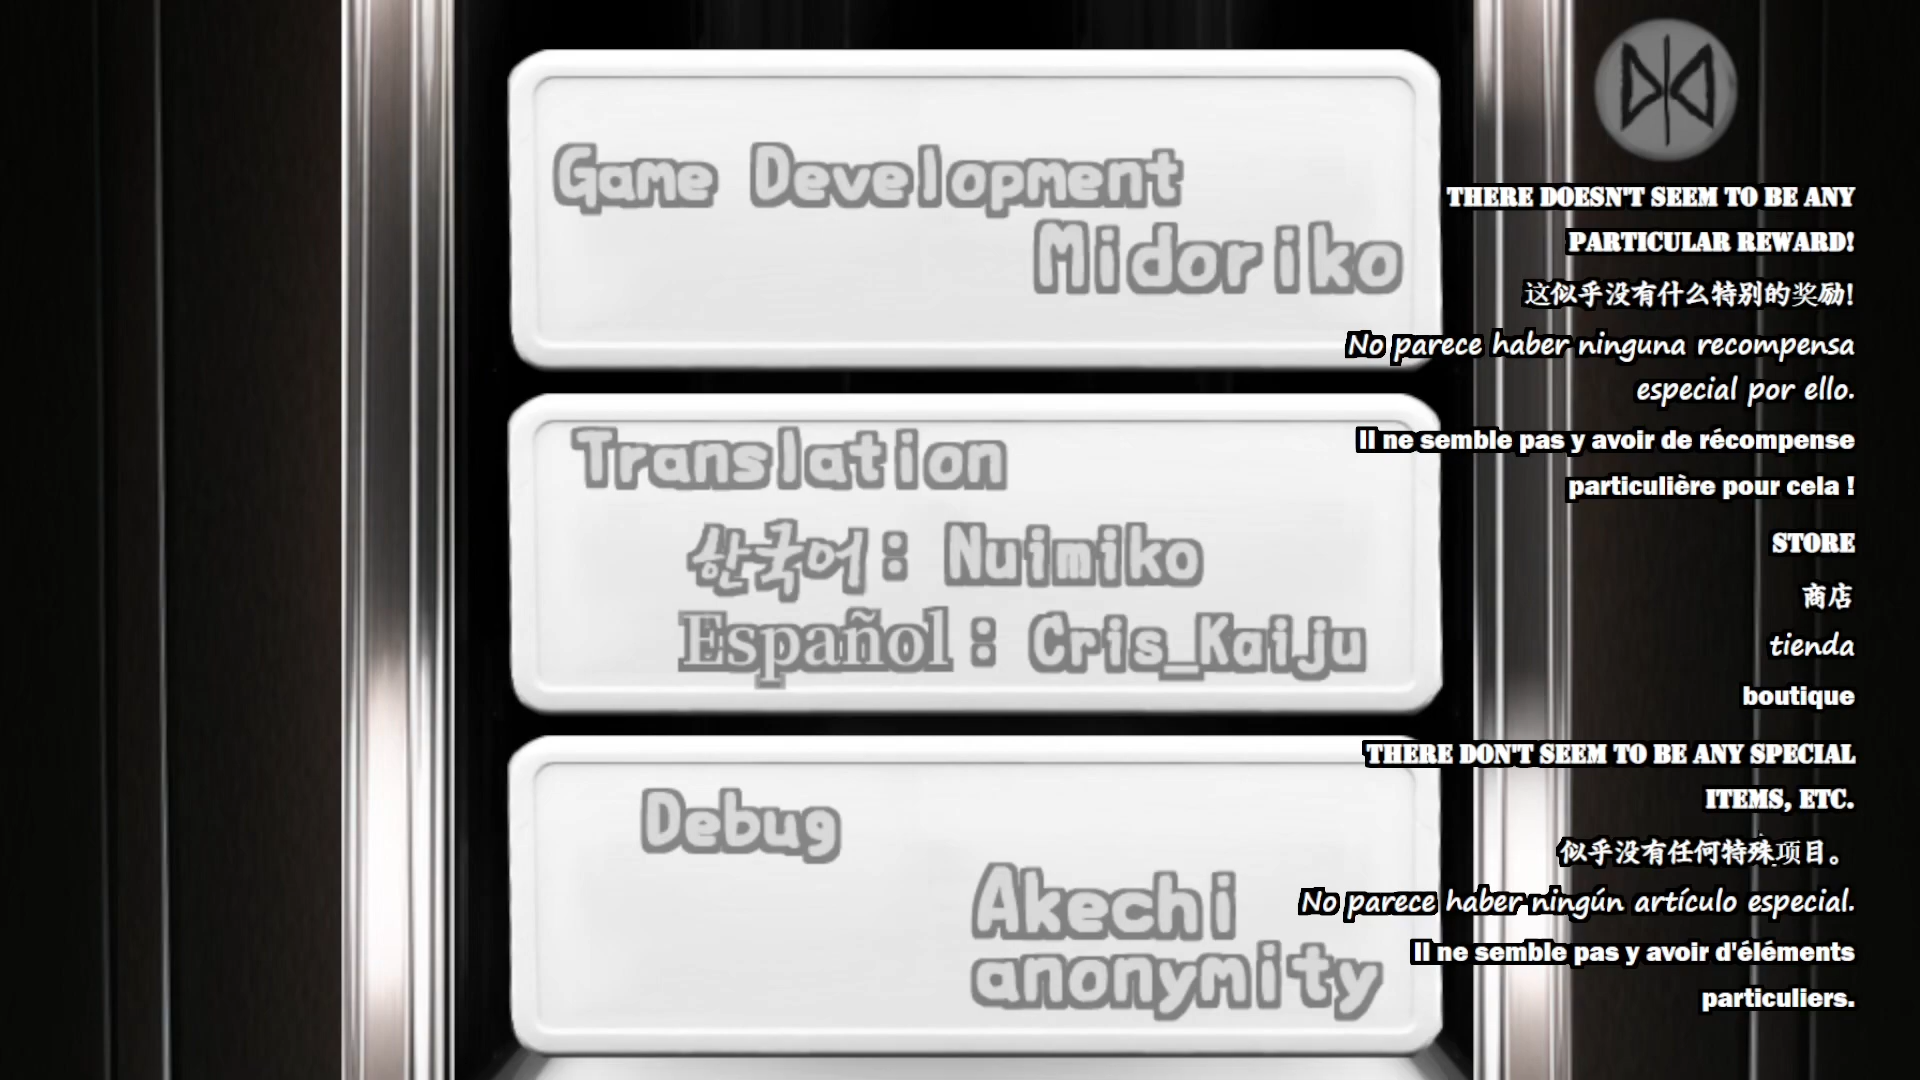 Game Development
Midoriko
Translation
한국어: Nuimiko
Español: Cris_Kaiju
Debug
Akechi
anonymity
THERE DOESN'T SEEM TO BE ANY
PARTICULAR REWARD!
这似乎没有什么特别的奖励!
No parece haber ninguna recompensa
especial por ello.
Il ne semble pas y avoir de récompense
particulière pour cela !
STORE
商店
tienda
boutique
THERE DON'T SEEM TO BE ANY SPECIAL
ITEMS, ETC.
似乎没有任何特殊项目。
No parece haber ningún artículo especial.
Il ne semble pas y avoir d'éléments
particuliers.